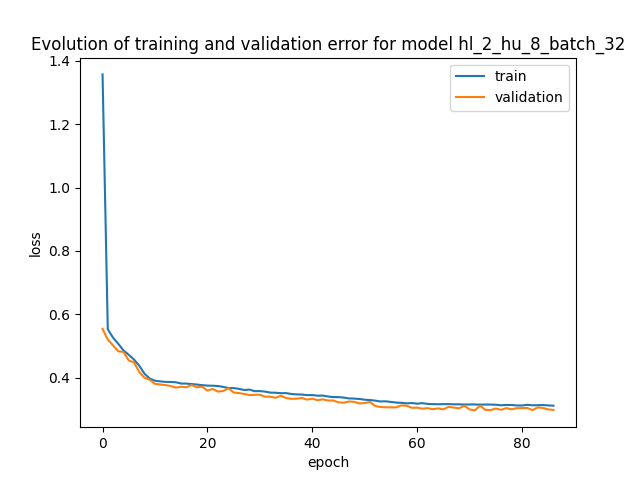 Evolution of training and validation error for model hl_2_hu_8_batch_32
train
validation
1.4
1.2
1.0
0.8
0.6
0.4
loss
0
20
40
60
80
epoch